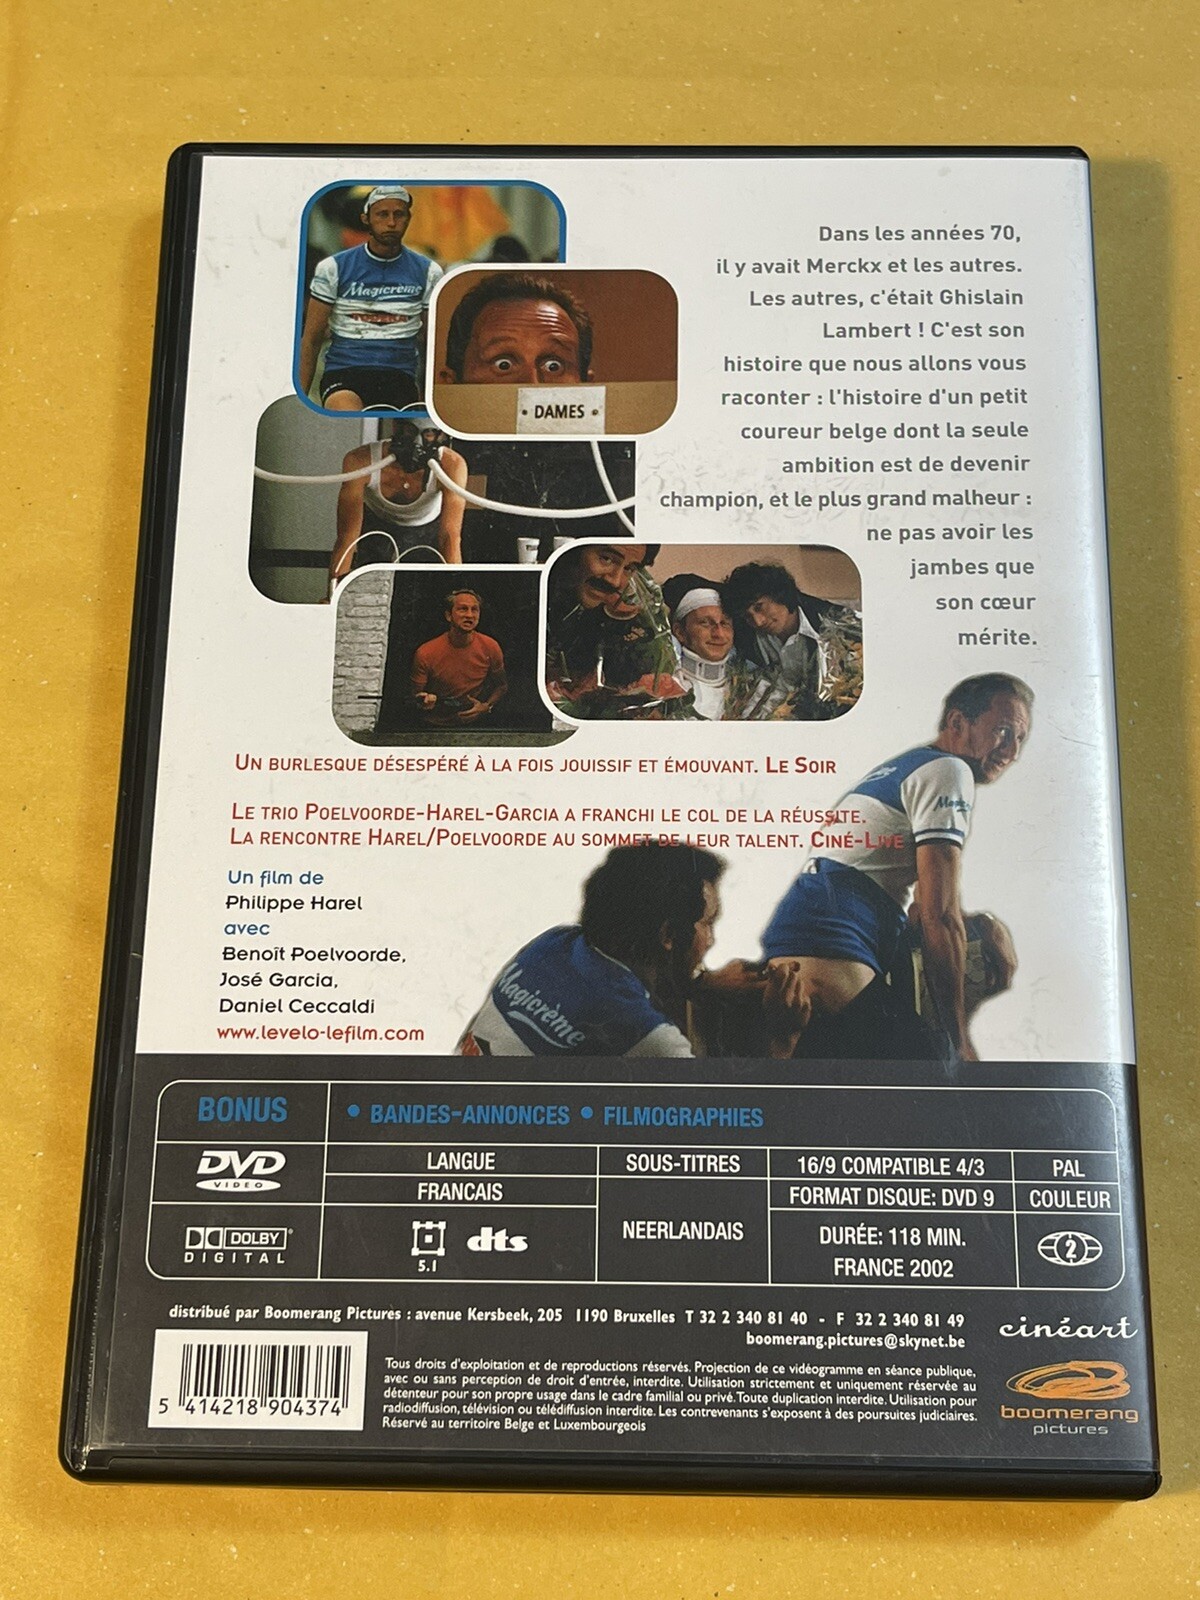 Magicrème
• DAMES •
Dans les années 70,
il y avait Merckx et les autres.
Les autres, c'était Ghislain
Lambert ! C'est son
histoire que nous allons vous
raconter : l'histoire d'un petit
coureur belge dont la seule
ambition est de devenir
champion, et le plus grand malheur :
ne pas avoir les
jambes que
son cœur
mérite.
UN BURLESQUE DÉSESPÉRÉ À LA FOIS JOUISSIF ET ÉMOUVANT. LE SOIR
LE TRIO POELVOORDE-HAREL-GARCIA A FRANCHI LE COL DE LA RÉUSSITE.
LA RENCONTRE HAREL/POELVOORDE AU SOMMET DE LEUR TALENT. CINÉ-LIVE
Un film de
Philippe Harel
avec
Benoît Poelvoorde,
José Garcia,
Daniel Ceccaldi
www.levelo-lefilm.com
Magicrème
BONUS • BANDES-ANNONCES • FILMOGRAPHIES
DVD VIDEO
LANGUE
FRANCAIS
SOUS-TITRES
NEERLANDAIS
16/9 COMPATIBLE 4/3
FORMAT DISQUE: DVD 9
DURÉE: 118 MIN.
FRANCE 2002
PAL
COULEUR
2
DOLBY
DIGITAL
5.1
dts
distribué par Boomerang Pictures : avenue Kersbeek, 205 1190 Bruxelles T 32 2 340 81 40 - F 32 2 340 81 49
boomerang.pictures@skynet.be
cinéart
boomerang
pictures
5 414218 904374
Tous droits d'exploitation et de reproductions réservés. Projection de ce vidéogramme en séance publique,
avec ou sans perception de droit d'entrée, interdite. Utilisation strictement et uniquement réservée au
détenteur pour son propre usage dans le cadre familial ou privé. Toute duplication interdite. Utilisation pour
radiodiffusion, télévision ou télédiffusion interdite. Les contrevenants s'exposent à des poursuites judiciaires.
Réservé au territoire Belge et Luxembourgeois